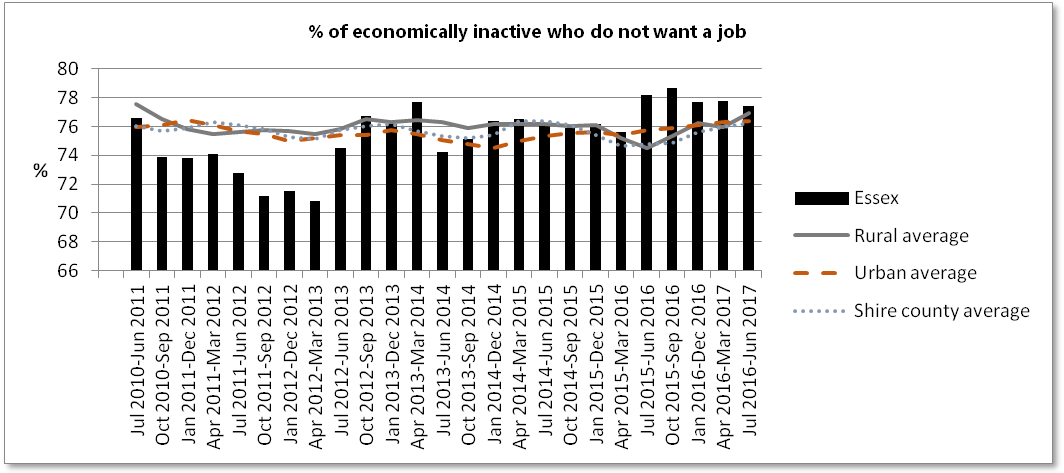 % of economically inactive who do not want a job
80
78
76
74
72
70
68
66
%
Jul 2010-Jun 2011
Oct 2010-Sep 2011
Jan 2011-Dec 2011
Apr 2011-Mar 2012
Jul 2011-Jun 2012
Oct 2011-Sep 2012
Jan 2012-Dec 2012
Apr 2012-Mar 2013
Jul 2012-Jun 2013
Oct 2012-Sep 2013
Jan 2013-Dec 2013
Apr 2013-Mar 2014
Jul 2013-Jun 2014
Oct 2013-Sep 2014
Jan 2014-Dec 2014
Apr 2014-Mar 2015
Jul 2014-Jun 2015
Oct 2014-Sep 2015
Jan 2015-Dec 2015
Apr 2015-Mar 2016
Jul 2015-Jun 2016
Oct 2015-Sep 2016
Jan 2016-Dec 2016
Apr 2016-Mar 2017
Jul 2016-Jun 2017
Essex
Rural average
Urban average
Shire county average